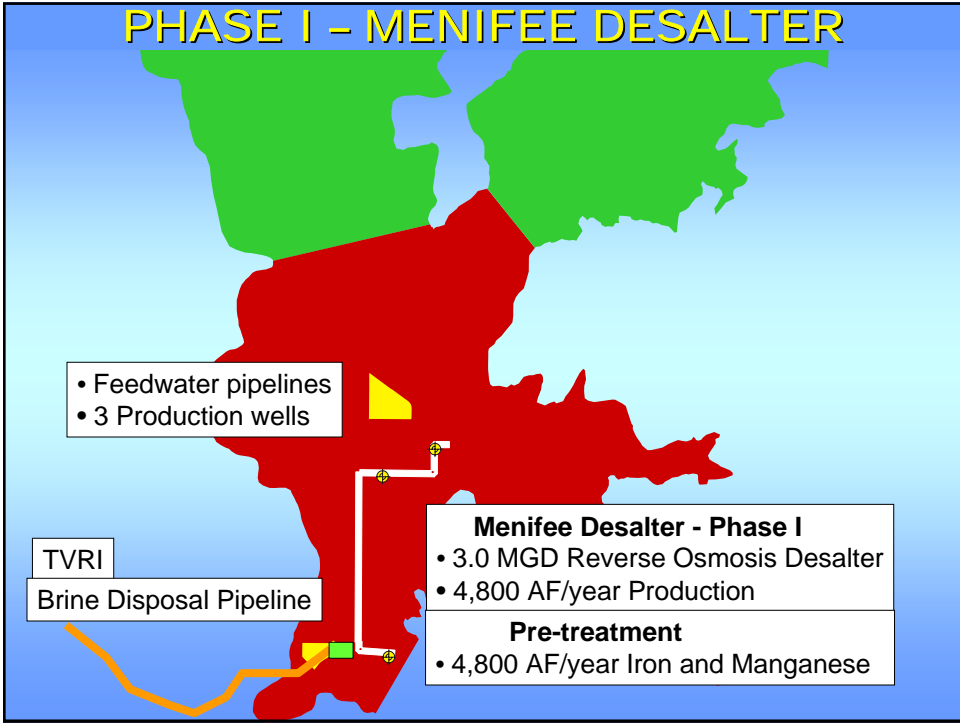 PHASE I – MENIFEE DESALTER
• Feedwater pipelines
• 3 Production wells
Menifee Desalter - Phase I
• 3.0 MGD Reverse Osmosis Desalter
• 4,800 AF/year Production
TVRI
Brine Disposal Pipeline
Pre-treatment
• 4,800 AF/year Iron and Manganese